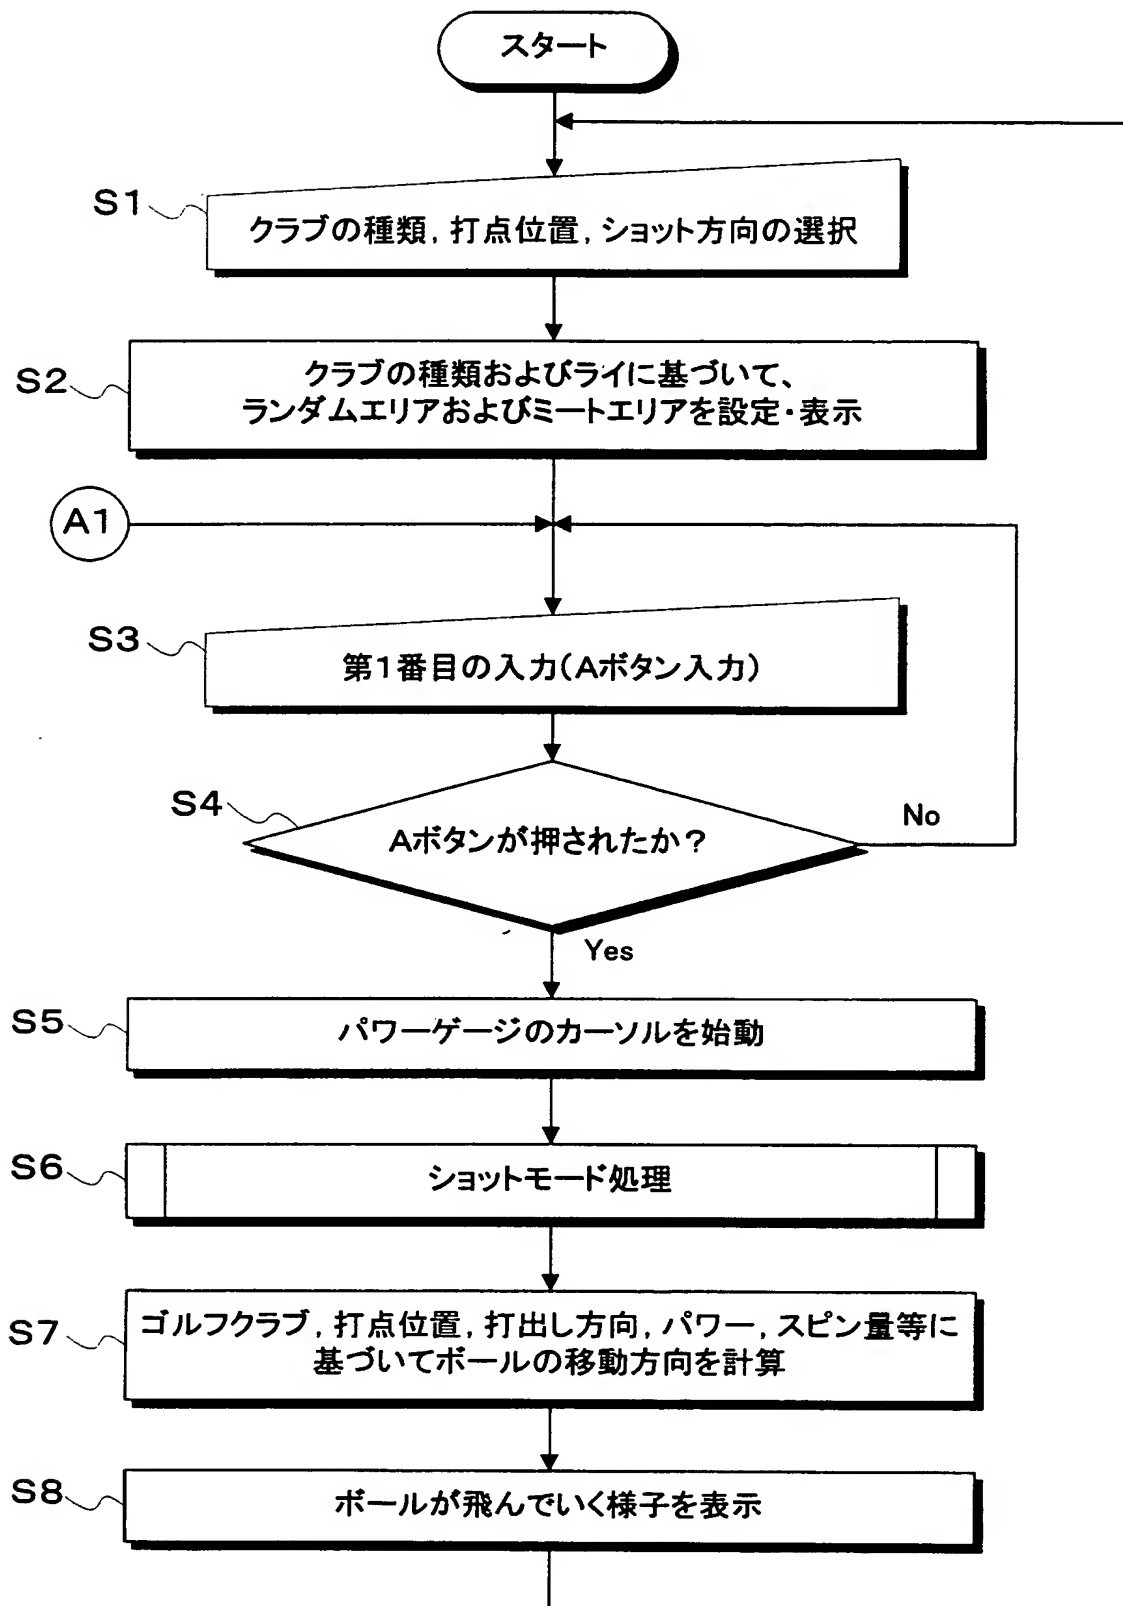 スタート
S1
クラブの種類, 打点位置, ショット方向の選択
S2
クラブの種類およびライに基づいて、
ランダムエリアおよびミートエリアを設定・表示
A1
S3
第1番目の入力(Aボタン入力)
S4
Aボタンが押されたか?
No
Yes
S5
パワーゲージのカーソルを始動
S6
ショットモード処理
S7
ゴルフクラブ, 打点位置, 打出し方向, パワー, スピン量等に
基づいてボールの移動方向を計算
S8
ボールが飛んでいく様子を表示